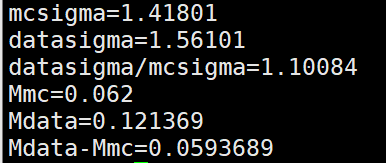 mcsigma=1.41801
datasigma=1.56101
datasigma/mcsigma=1.10084
Mmc=0.062
Mdata=0.121369
Mdata-Mmc=0.0593689